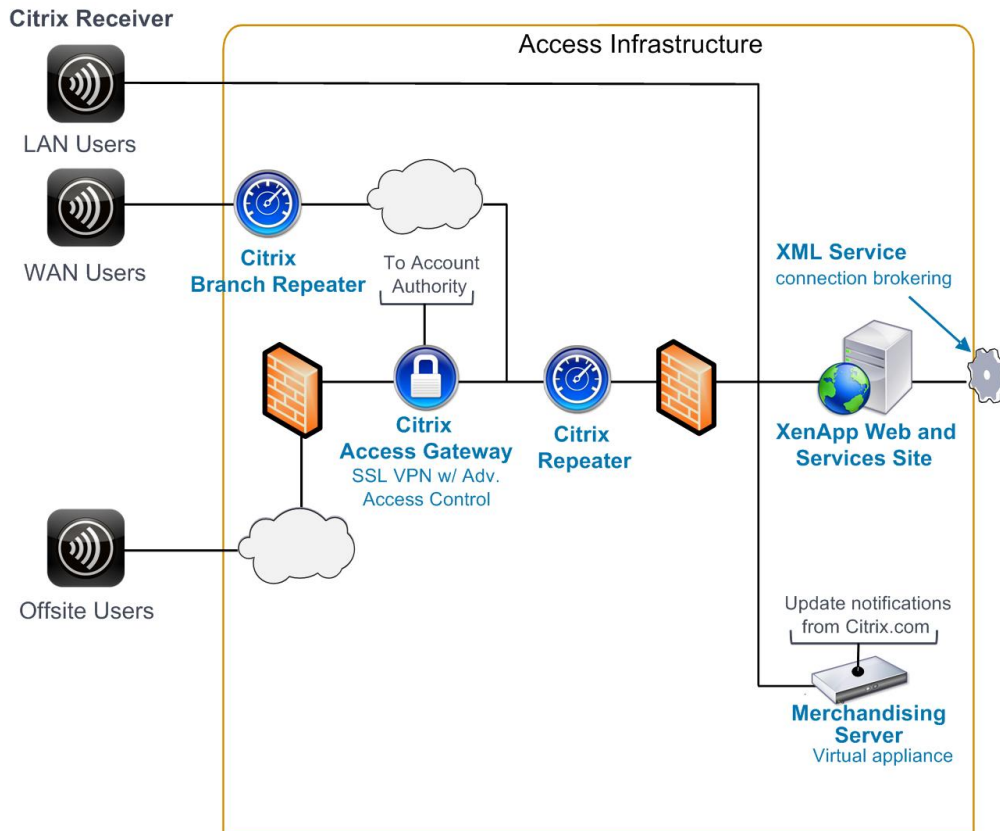 Citrix Receiver
Access Infrastructure
LAN Users
WAN Users
Citrix
Branch Repeater
To Account
Authority
XML Service
connection brokering
Citrix
Access Gateway
SSL VPN w/ Adv.
Access Control
Citrix
Repeater
XenApp Web and
Services Site
Offsite Users
Update notifications
from Citrix.com
Merchandising
Server
Virtual appliance